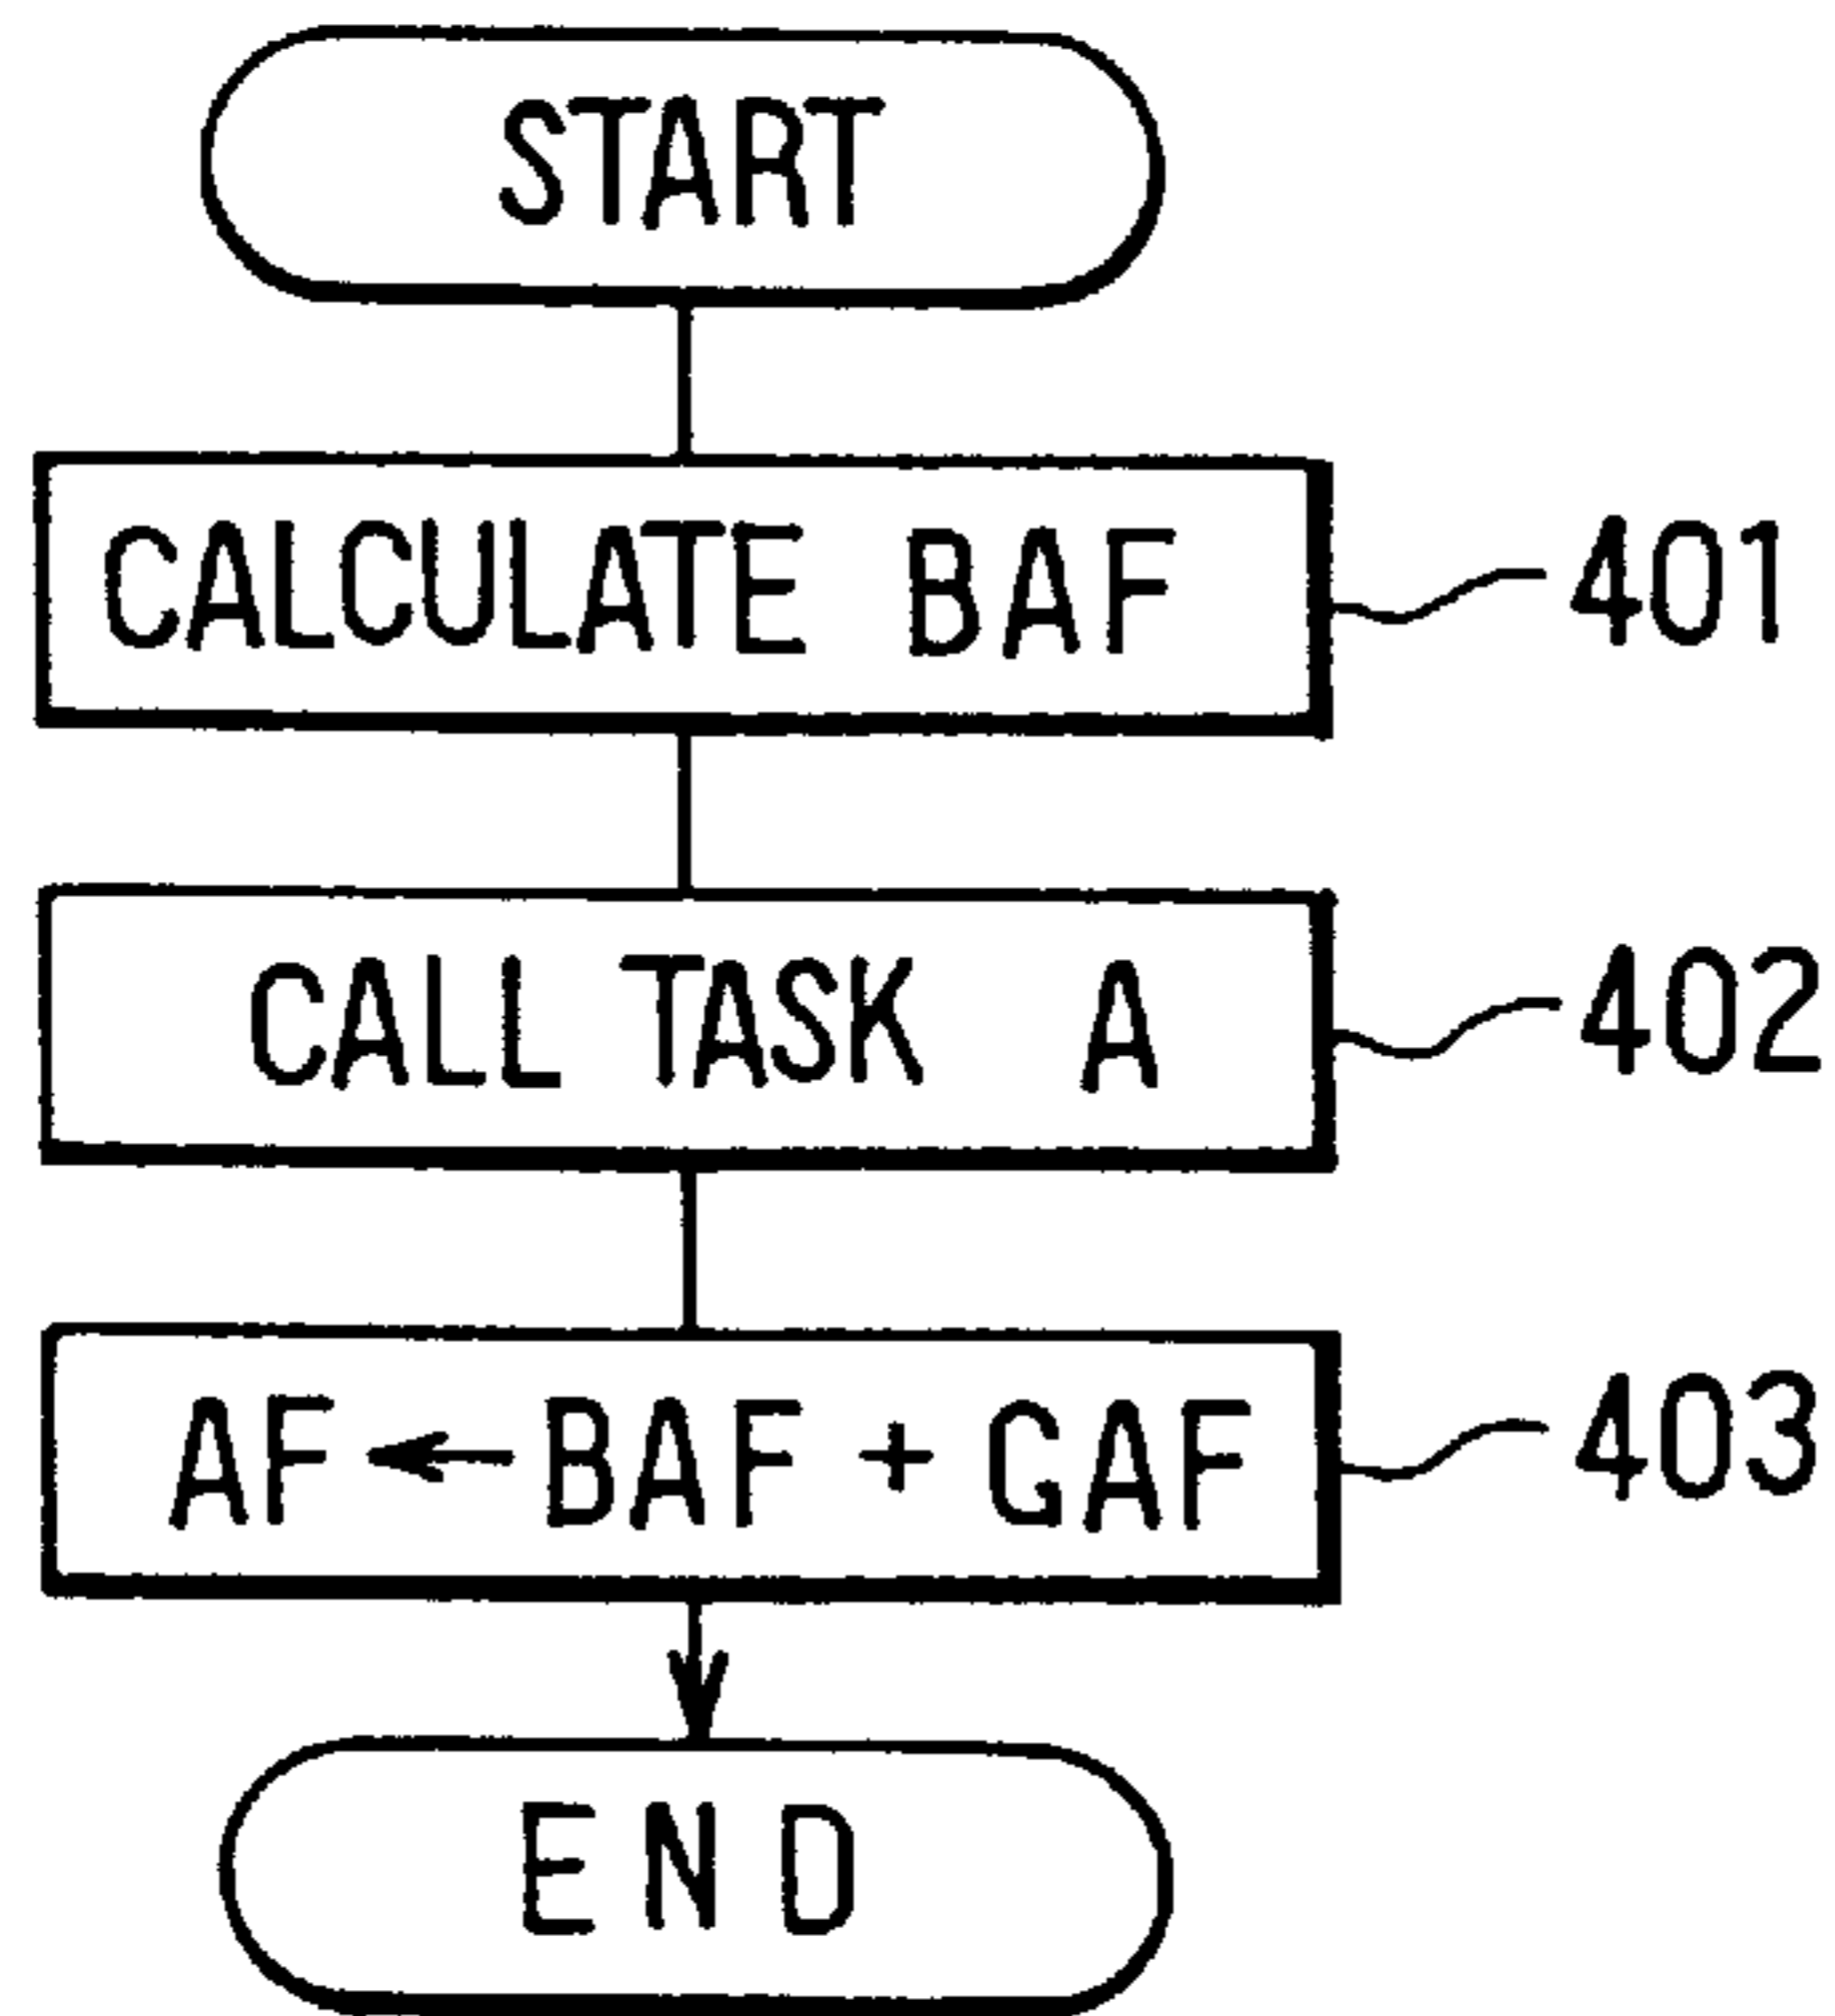 START
CALCULATE BAF 401
CALL TASK A 402
AF ← BAF + GAF 403
END